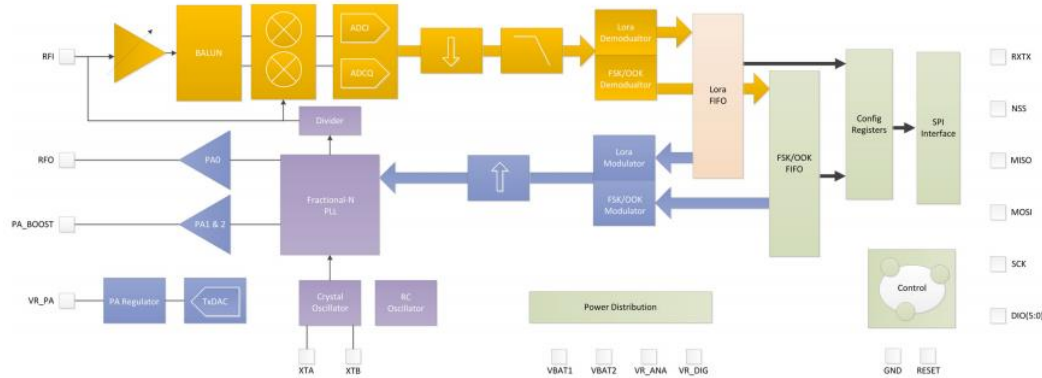 RFI
BALUN
ADCI
ADCQ
Lora
Demodualtor
FSK/OOK
Demodualtor
Lora
FIFO
Config
Registers
SPI
Interface
FSK/OOK
FIFO
Lora
Modulator
FSK/OOK
Modulator
Divider
Fractional-N
PLL
RFO
PA0
PA_BOOST
PA1 & 2
VR_PA
PA Regulator
TxDAC
Crystal
Oscillator
RC
Oscillator
XTA
XTB
Power Distribution
VBAT1
VBAT2
VR_ANA
VR_DIG
Control
GND
RESET
RXTX
NSS
MISO
MOSI
SCK
DIO(5:0)